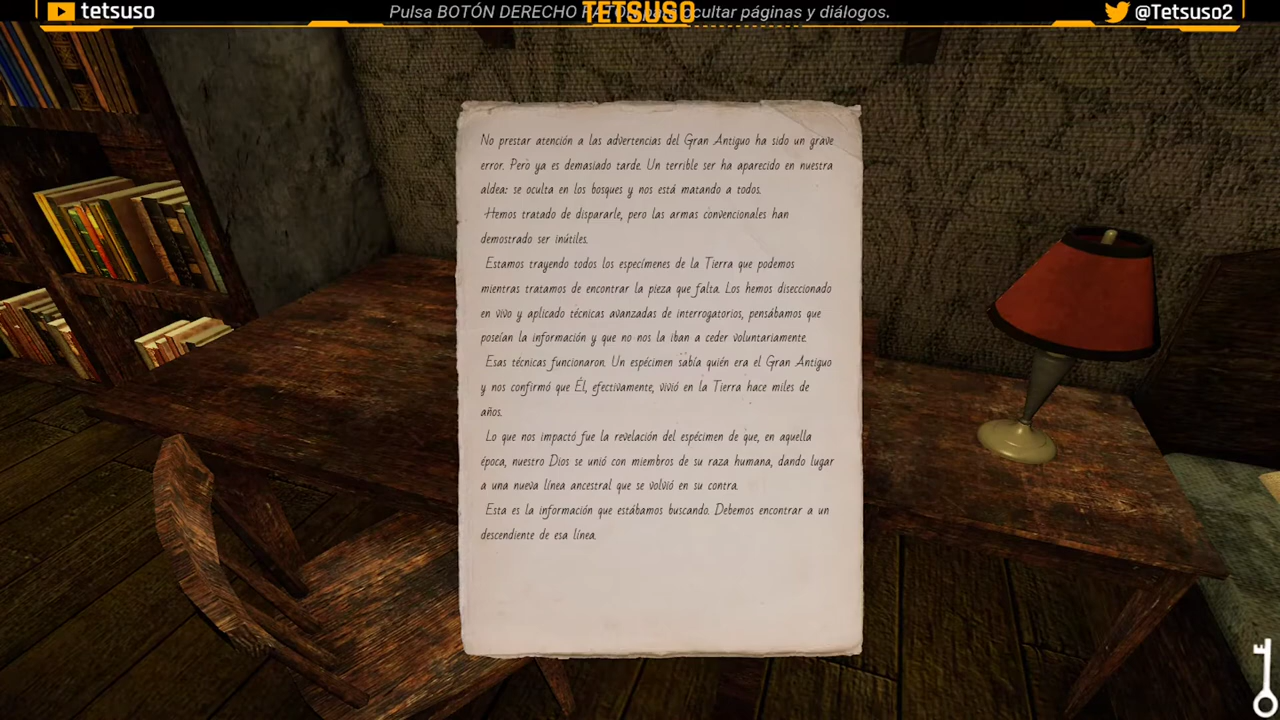 tetsuso
Pulsa BOTÓN DERECHO cultar páginas y diálogos.
TETSUSO
@Tetsuso2
No prestar atención a las advertencias del Gran Antiguo ha sido un grave
error. Pero ya es demasiado tarde. Un terrible ser ha aparecido en nuestra
aldea: se oculta en los bosques y nos está matando a todos.
Hemos tratado de dispararle, pero las armas convencionales han
demostrado ser inútiles.
Estamos trayendo todos los especímenes de la Tierra que podemos
mientras tratamos de encontrar la pieza que falta. Los hemos diseccionado
en vivo y aplicado técnicas avanzadas de interrogatorios, pensábamos que
poseían la información y que no nos la iban a ceder voluntariamente.
Esas técnicas funcionaron. Un espécimen sabía quién era el Gran Antiguo
y nos confirmó que Él, efectivamente, vivió en la Tierra hace miles de
años.
Lo que nos impactó fue la revelación del espécimen de que, en aquella
época, nuestro Dios se unió con miembros de su raza humana, dando lugar
a una nueva línea ancestral que se volvió en su contra.
Esta es la información que estábamos buscando. Debemos encontrar a un
descendiente de esa línea.